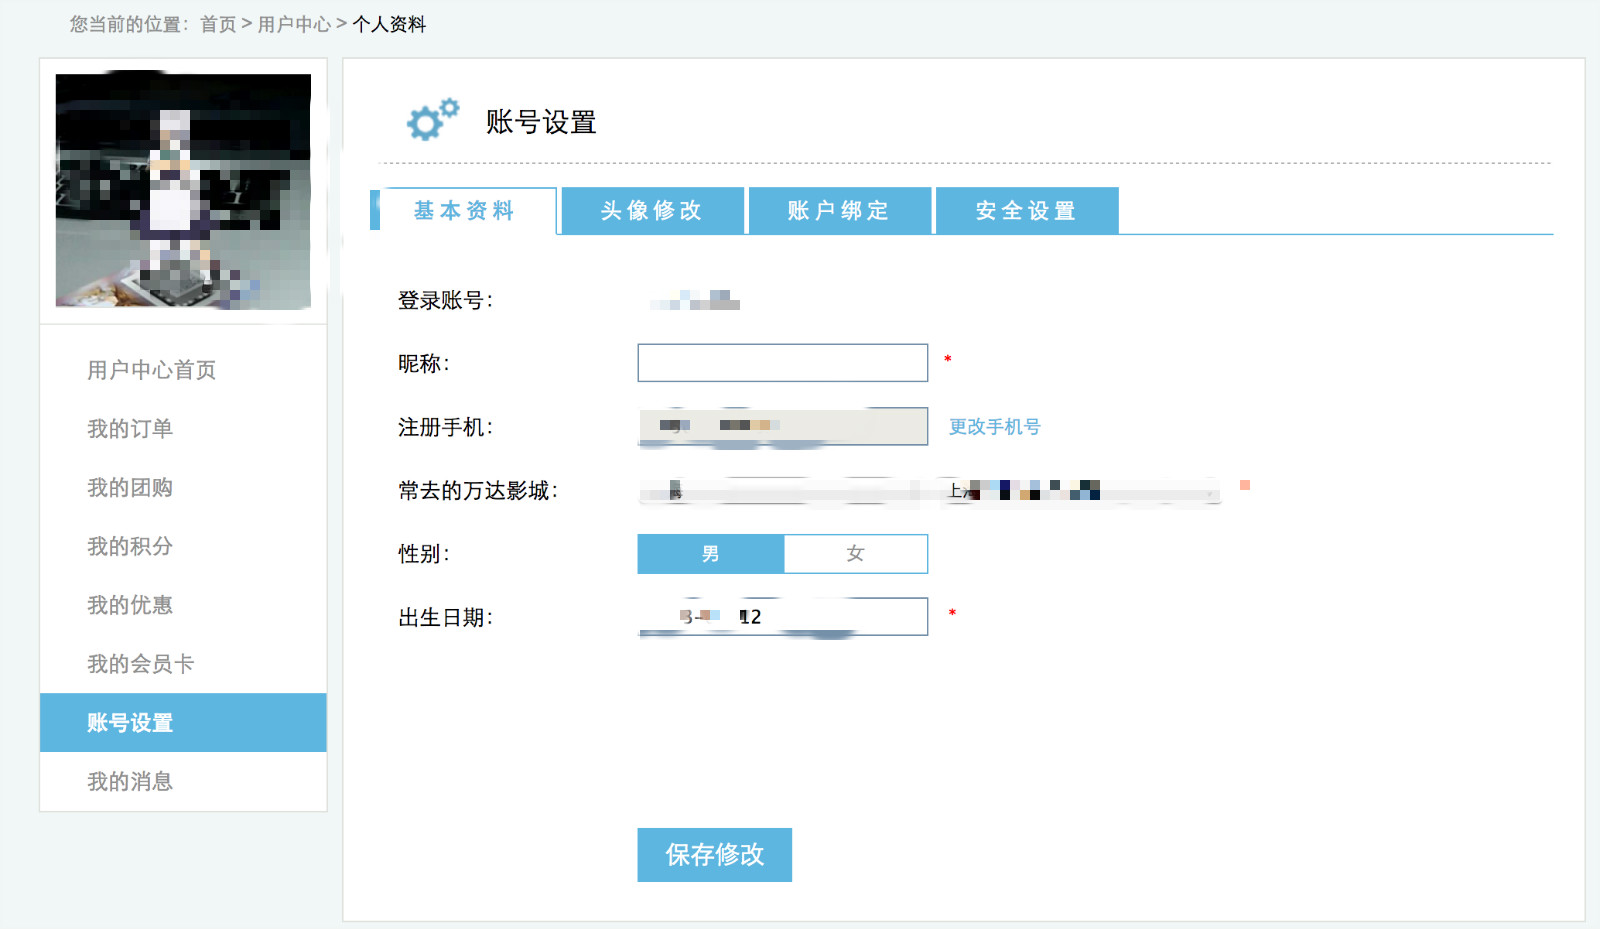 您当前的位置：首页 > 用户中心 > 个人资料
账号设置
基本资料 头像修改 账户绑定 安全设置
用户中心首页
我的订单
我的团购
我的积分
我的优惠
我的会员卡
账号设置
我的消息
登录账号：
昵称： *
注册手机： 更改手机号
常去的万达影城： 上
性别： 男 女
出生日期： 12 *
保存修改